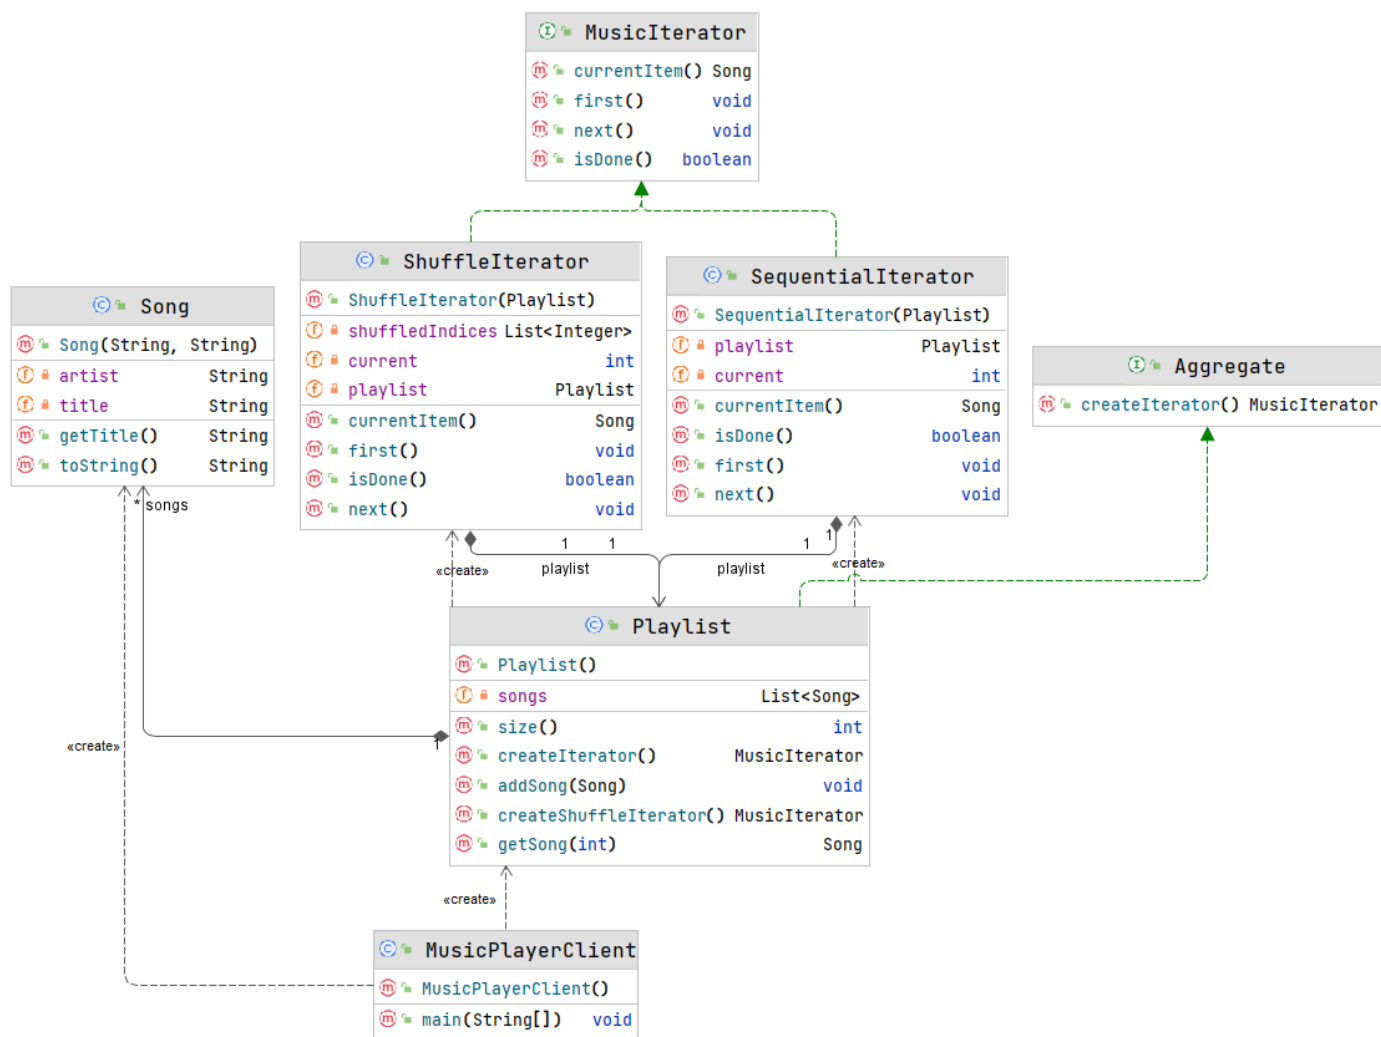 MusicIterator
currentItem() Song
first() void
next() void
isDone() boolean
ShuffleIterator
ShuffleIterator(Playlist)
shuffledIndices List<Integer>
current int
playlist Playlist
currentItem() Song
first() void
isDone() boolean
next() void
SequentialIterator
SequentialIterator(Playlist)
playlist Playlist
current int
currentItem() Song
isDone() boolean
first() void
next() void
Song
Song(String, String)
artist String
title String
getTitle() String
toString() String
Aggregate
createIterator() MusicIterator
* songs
1 1
playlist
1 1
playlist
«create»
«create»
Playlist
Playlist()
songs List<Song>
size() int
createIterator() MusicIterator
addSong(Song) void
createShuffleIterator() MusicIterator
getSong(int) Song
1
«create»
«create»
MusicPlayerClient
MusicPlayerClient()
main(String[]) void